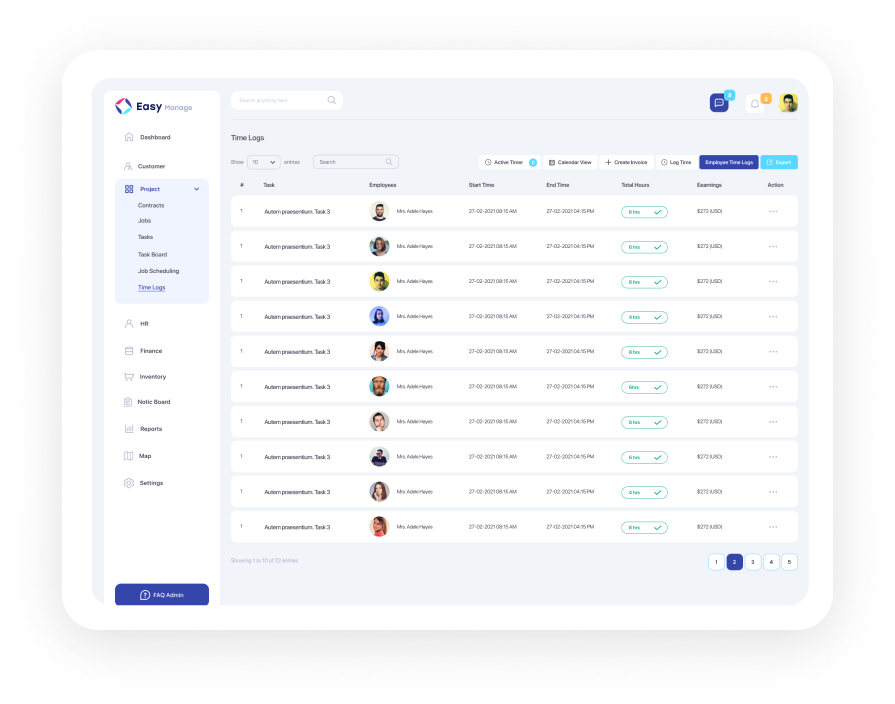 Easy Manage
Search anything here
8
2
Dashboard
Customer
Project
Contracts
Jobs
Tasks
Task Board
Job Scheduling
Time Logs
HR
Finance
Inventory
Notic Board
Reports
Map
Settings
? FAQ Admin
Time Logs
Show 10 entries Search
Active Timer Calendar View Create Invoice Log Time Employee Time Logs Export
# Task Employees Start Time End Time Total Hours Easrnings Action
1 Autem praesentium. Task 3 Mrs. Adele Hayes 27-02-2021 08:15 AM 27-02-2021 04:15 PM 8 hrs $272 (USD)
1 Autem praesentium. Task 3 Mrs. Adele Hayes 27-02-2021 08:15 AM 27-02-2021 04:15 PM 6 hrs $272 (USD)
1 Autem praesentium. Task 3 Mrs. Adele Hayes 27-02-2021 08:15 AM 27-02-2021 04:15 PM 8 hrs $272 (USD)
1 Autem praesentium. Task 3 Mrs. Adele Hayes 27-02-2021 08:15 AM 27-02-2021 04:15 PM 4 hrs $272 (USD)
1 Autem praesentium. Task 3 Mrs. Adele Hayes 27-02-2021 08:15 AM 27-02-2021 04:15 PM 8 hrs $272 (USD)
1 Autem praesentium. Task 3 Mrs. Adele Hayes 27-02-2021 08:15 AM 27-02-2021 04:15 PM 6hrs $272 (USD)
1 Autem praesentium. Task 3 Mrs. Adele Hayes 27-02-2021 08:15 AM 27-02-2021 04:15 PM 8 hrs $272 (USD)
1 Autem praesentium. Task 3 Mrs. Adele Hayes 27-02-2021 08:15 AM 27-02-2021 04:15 PM 6 hrs $272 (USD)
1 Autem praesentium. Task 3 Mrs. Adele Hayes 27-02-2021 08:15 AM 27-02-2021 04:15 PM 4 hrs $272 (USD)
1 Autem praesentium. Task 3 Mrs. Adele Hayes 27-02-2021 08:15 AM 27-02-2021 04:15 PM 8 hrs $272 (USD)
Showing 1 to 10 of 22 entries
1 2 3 4 5